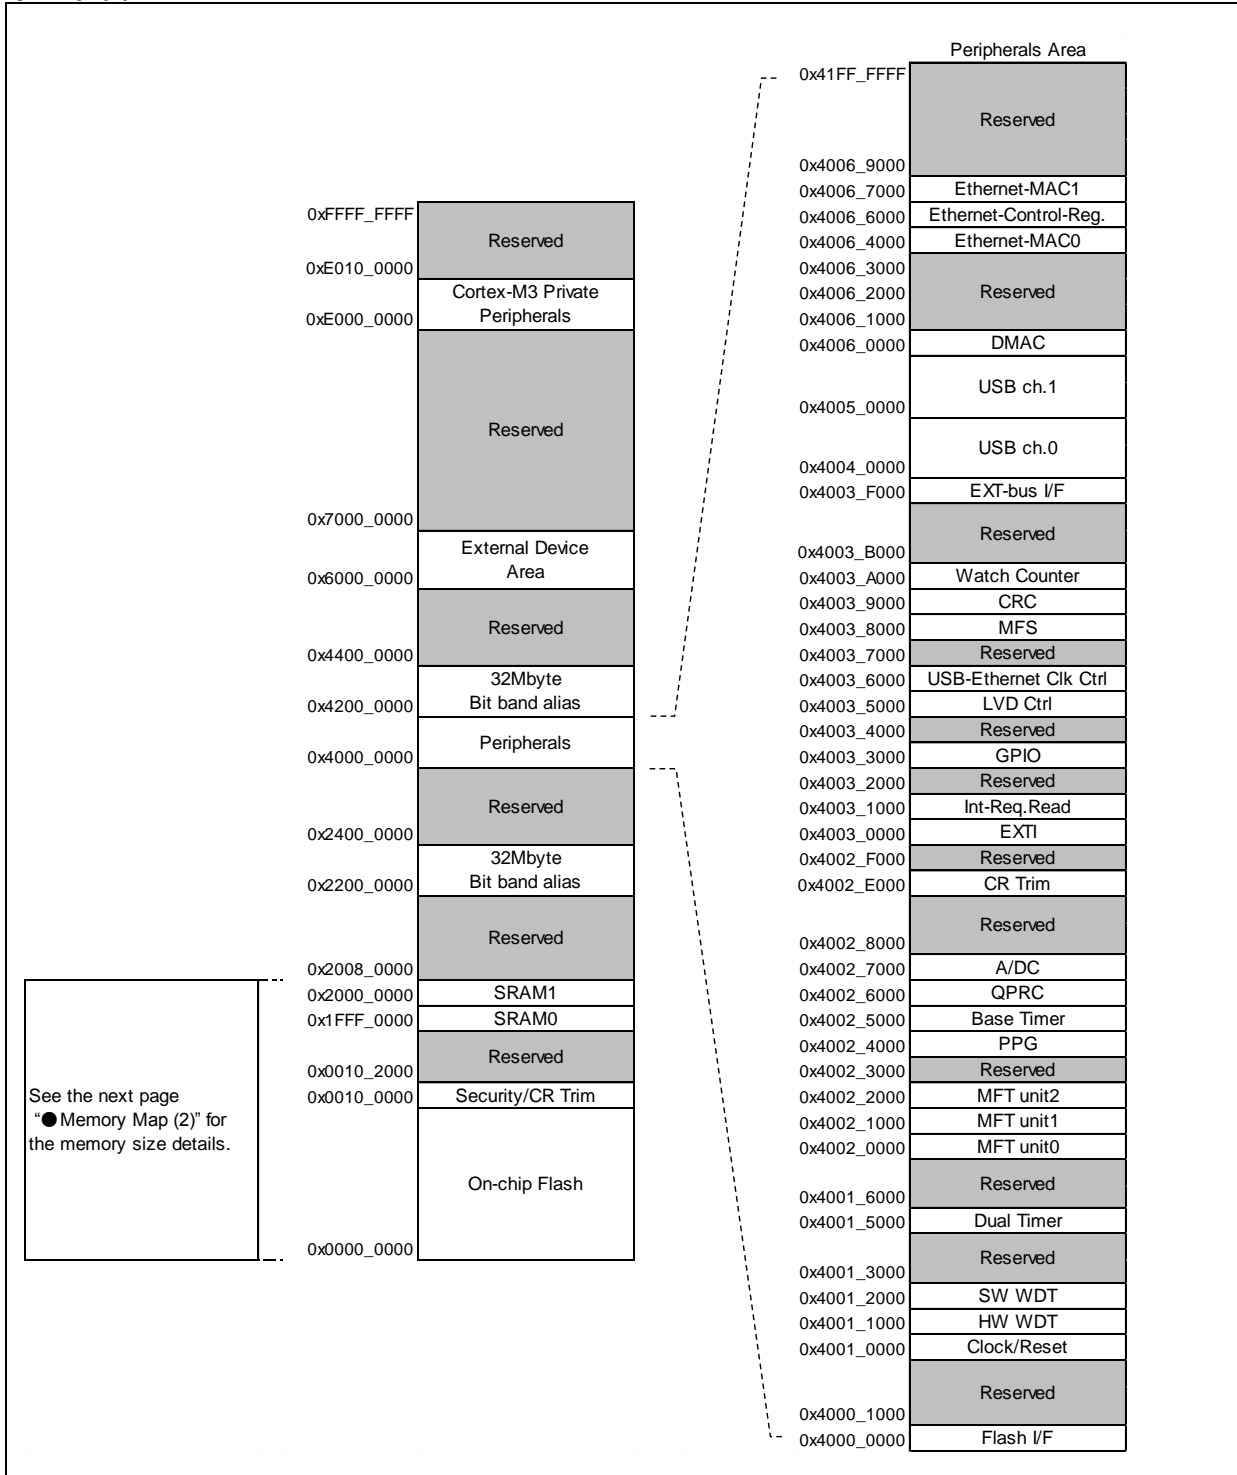 Peripherals Area
0x41FF_FFFF
Reserved
0x4006_9000
0x4006_7000 Ethernet-MAC1
0x4006_6000 Ethernet-Control-Reg.
0x4006_4000 Ethernet-MAC0
0x4006_3000
0x4006_2000 Reserved
0x4006_1000
0x4006_0000 DMAC
USB ch.1
0x4005_0000
USB ch.0
0x4004_0000
0x4003_F000 EXT-bus I/F
Reserved
0x4003_B000
0x4003_A000 Watch Counter
0x4003_9000 CRC
0x4003_8000 MFS
0x4003_7000 Reserved
0x4003_6000 USB-Ethernet Clk Ctrl
0x4003_5000 LVD Ctrl
0x4003_4000 Reserved
0x4003_3000 GPIO
0x4003_2000 Reserved
0x4003_1000 Int-Req.Read
0x4003_0000 EXTI
0x4002_F000 Reserved
0x4002_E000 CR Trim
Reserved
0x4002_8000
0x4002_7000 A/DC
0x4002_6000 QPRC
0x4002_5000 Base Timer
0x4002_4000 PPG
0x4002_3000 Reserved
0x4002_2000 MFT unit2
0x4002_1000 MFT unit1
0x4002_0000 MFT unit0
Reserved
0x4001_6000
0x4001_5000 Dual Timer
Reserved
0x4001_3000
0x4001_2000 SW WDT
0x4001_1000 HW WDT
0x4001_0000 Clock/Reset
Reserved
0x4000_1000
0x4000_0000 Flash I/F
0xFFFF_FFFF
Reserved
0xE010_0000
Cortex-M3 Private
0xE000_0000 Peripherals
Reserved
0x7000_0000
External Device
0x6000_0000 Area
Reserved
0x4400_0000
32Mbyte
0x4200_0000 Bit band alias
Peripherals
0x4000_0000
Reserved
0x2400_0000
32Mbyte
0x2200_0000 Bit band alias
Reserved
0x2008_0000
0x2000_0000 SRAM1
0x1FFF_0000 SRAM0
Reserved
0x0010_2000
0x0010_0000 Security/CR Trim
On-chip Flash
0x0000_0000
See the next page
“●Memory Map (2)” for
the memory size details.